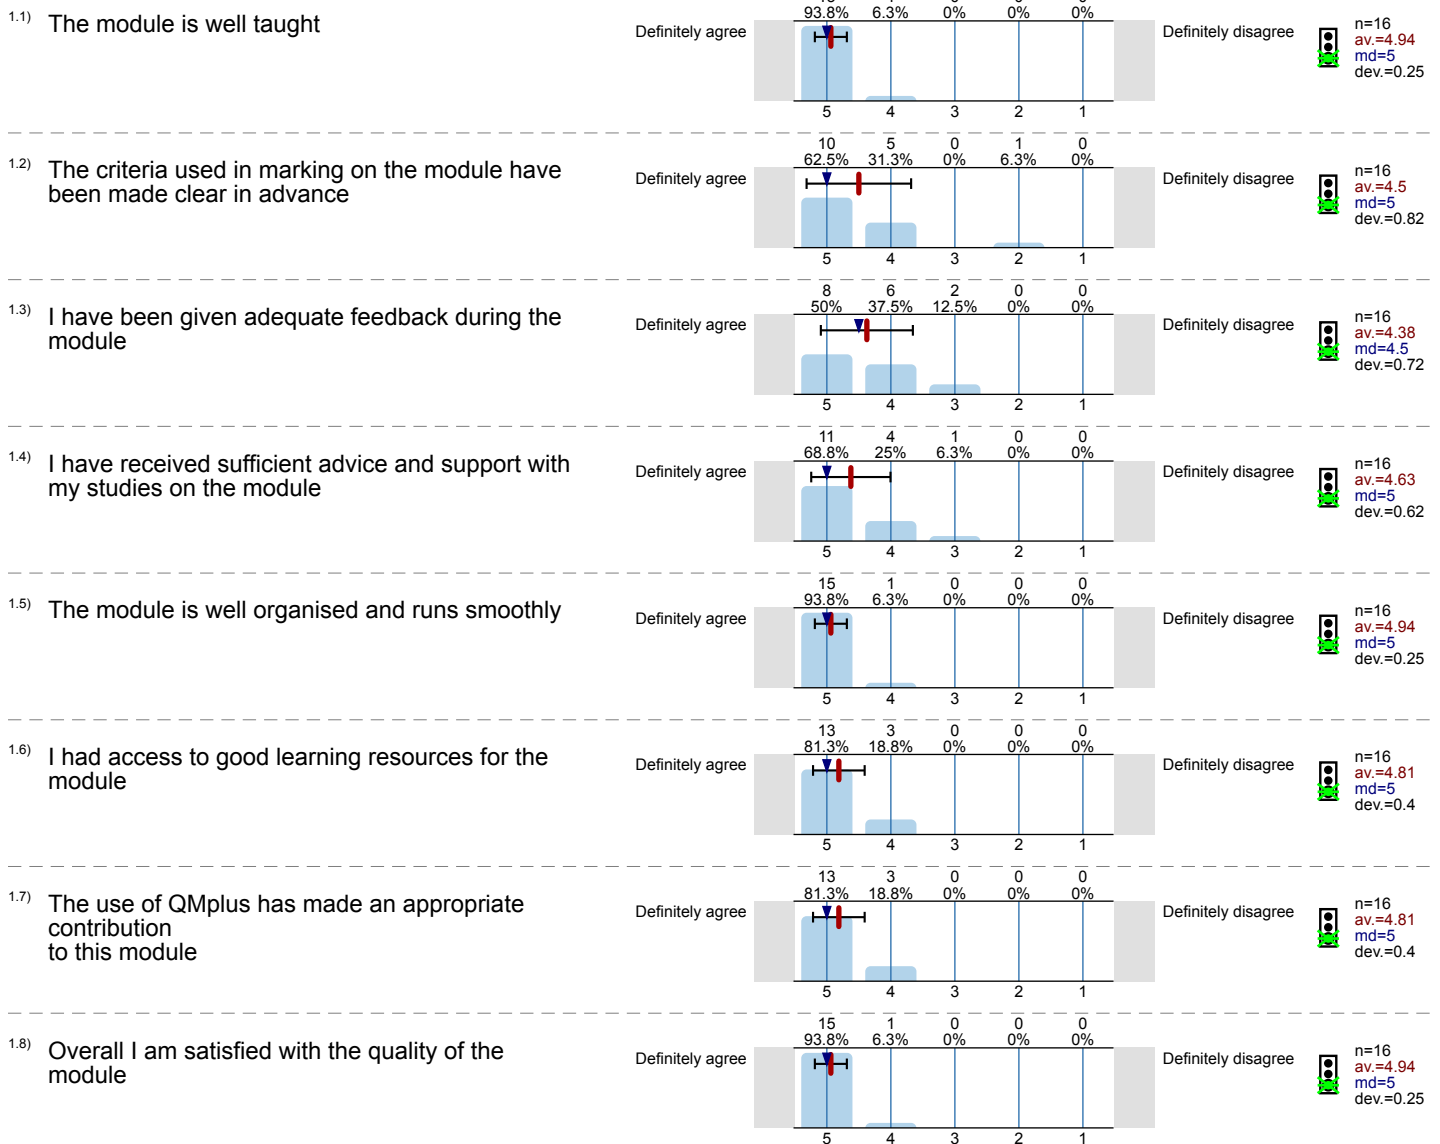 93.8% 6.3% 0% 0% 0%
1.1) The module is well taught
Definitely agree
Definitely disagree
n=16
av.=4.94
md=5
dev.=0.25
5 4 3 2 1
10 5 0 1 0
62.5% 31.3% 0% 6.3% 0%
1.2) The criteria used in marking on the module have
been made clear in advance
Definitely agree
Definitely disagree
n=16
av.=4.5
md=5
dev.=0.82
5 4 3 2 1
8 6 2 0 0
50% 37.5% 12.5% 0% 0%
1.3) I have been given adequate feedback during the
module
Definitely agree
Definitely disagree
n=16
av.=4.38
md=4.5
dev.=0.72
5 4 3 2 1
11 4 1 0 0
68.8% 25% 6.3% 0% 0%
1.4) I have received sufficient advice and support with
my studies on the module
Definitely agree
Definitely disagree
n=16
av.=4.63
md=5
dev.=0.62
5 4 3 2 1
15 1 0 0 0
93.8% 6.3% 0% 0% 0%
1.5) The module is well organised and runs smoothly
Definitely agree
Definitely disagree
n=16
av.=4.94
md=5
dev.=0.25
5 4 3 2 1
13 3 0 0 0
81.3% 18.8% 0% 0% 0%
1.6) I had access to good learning resources for the
module
Definitely agree
Definitely disagree
n=16
av.=4.81
md=5
dev.=0.4
5 4 3 2 1
13 3 0 0 0
81.3% 18.8% 0% 0% 0%
1.7) The use of QMplus has made an appropriate
contribution
to this module
Definitely agree
Definitely disagree
n=16
av.=4.81
md=5
dev.=0.4
5 4 3 2 1
15 1 0 0 0
93.8% 6.3% 0% 0% 0%
1.8) Overall I am satisfied with the quality of the
module
Definitely agree
Definitely disagree
n=16
av.=4.94
md=5
dev.=0.25
5 4 3 2 1